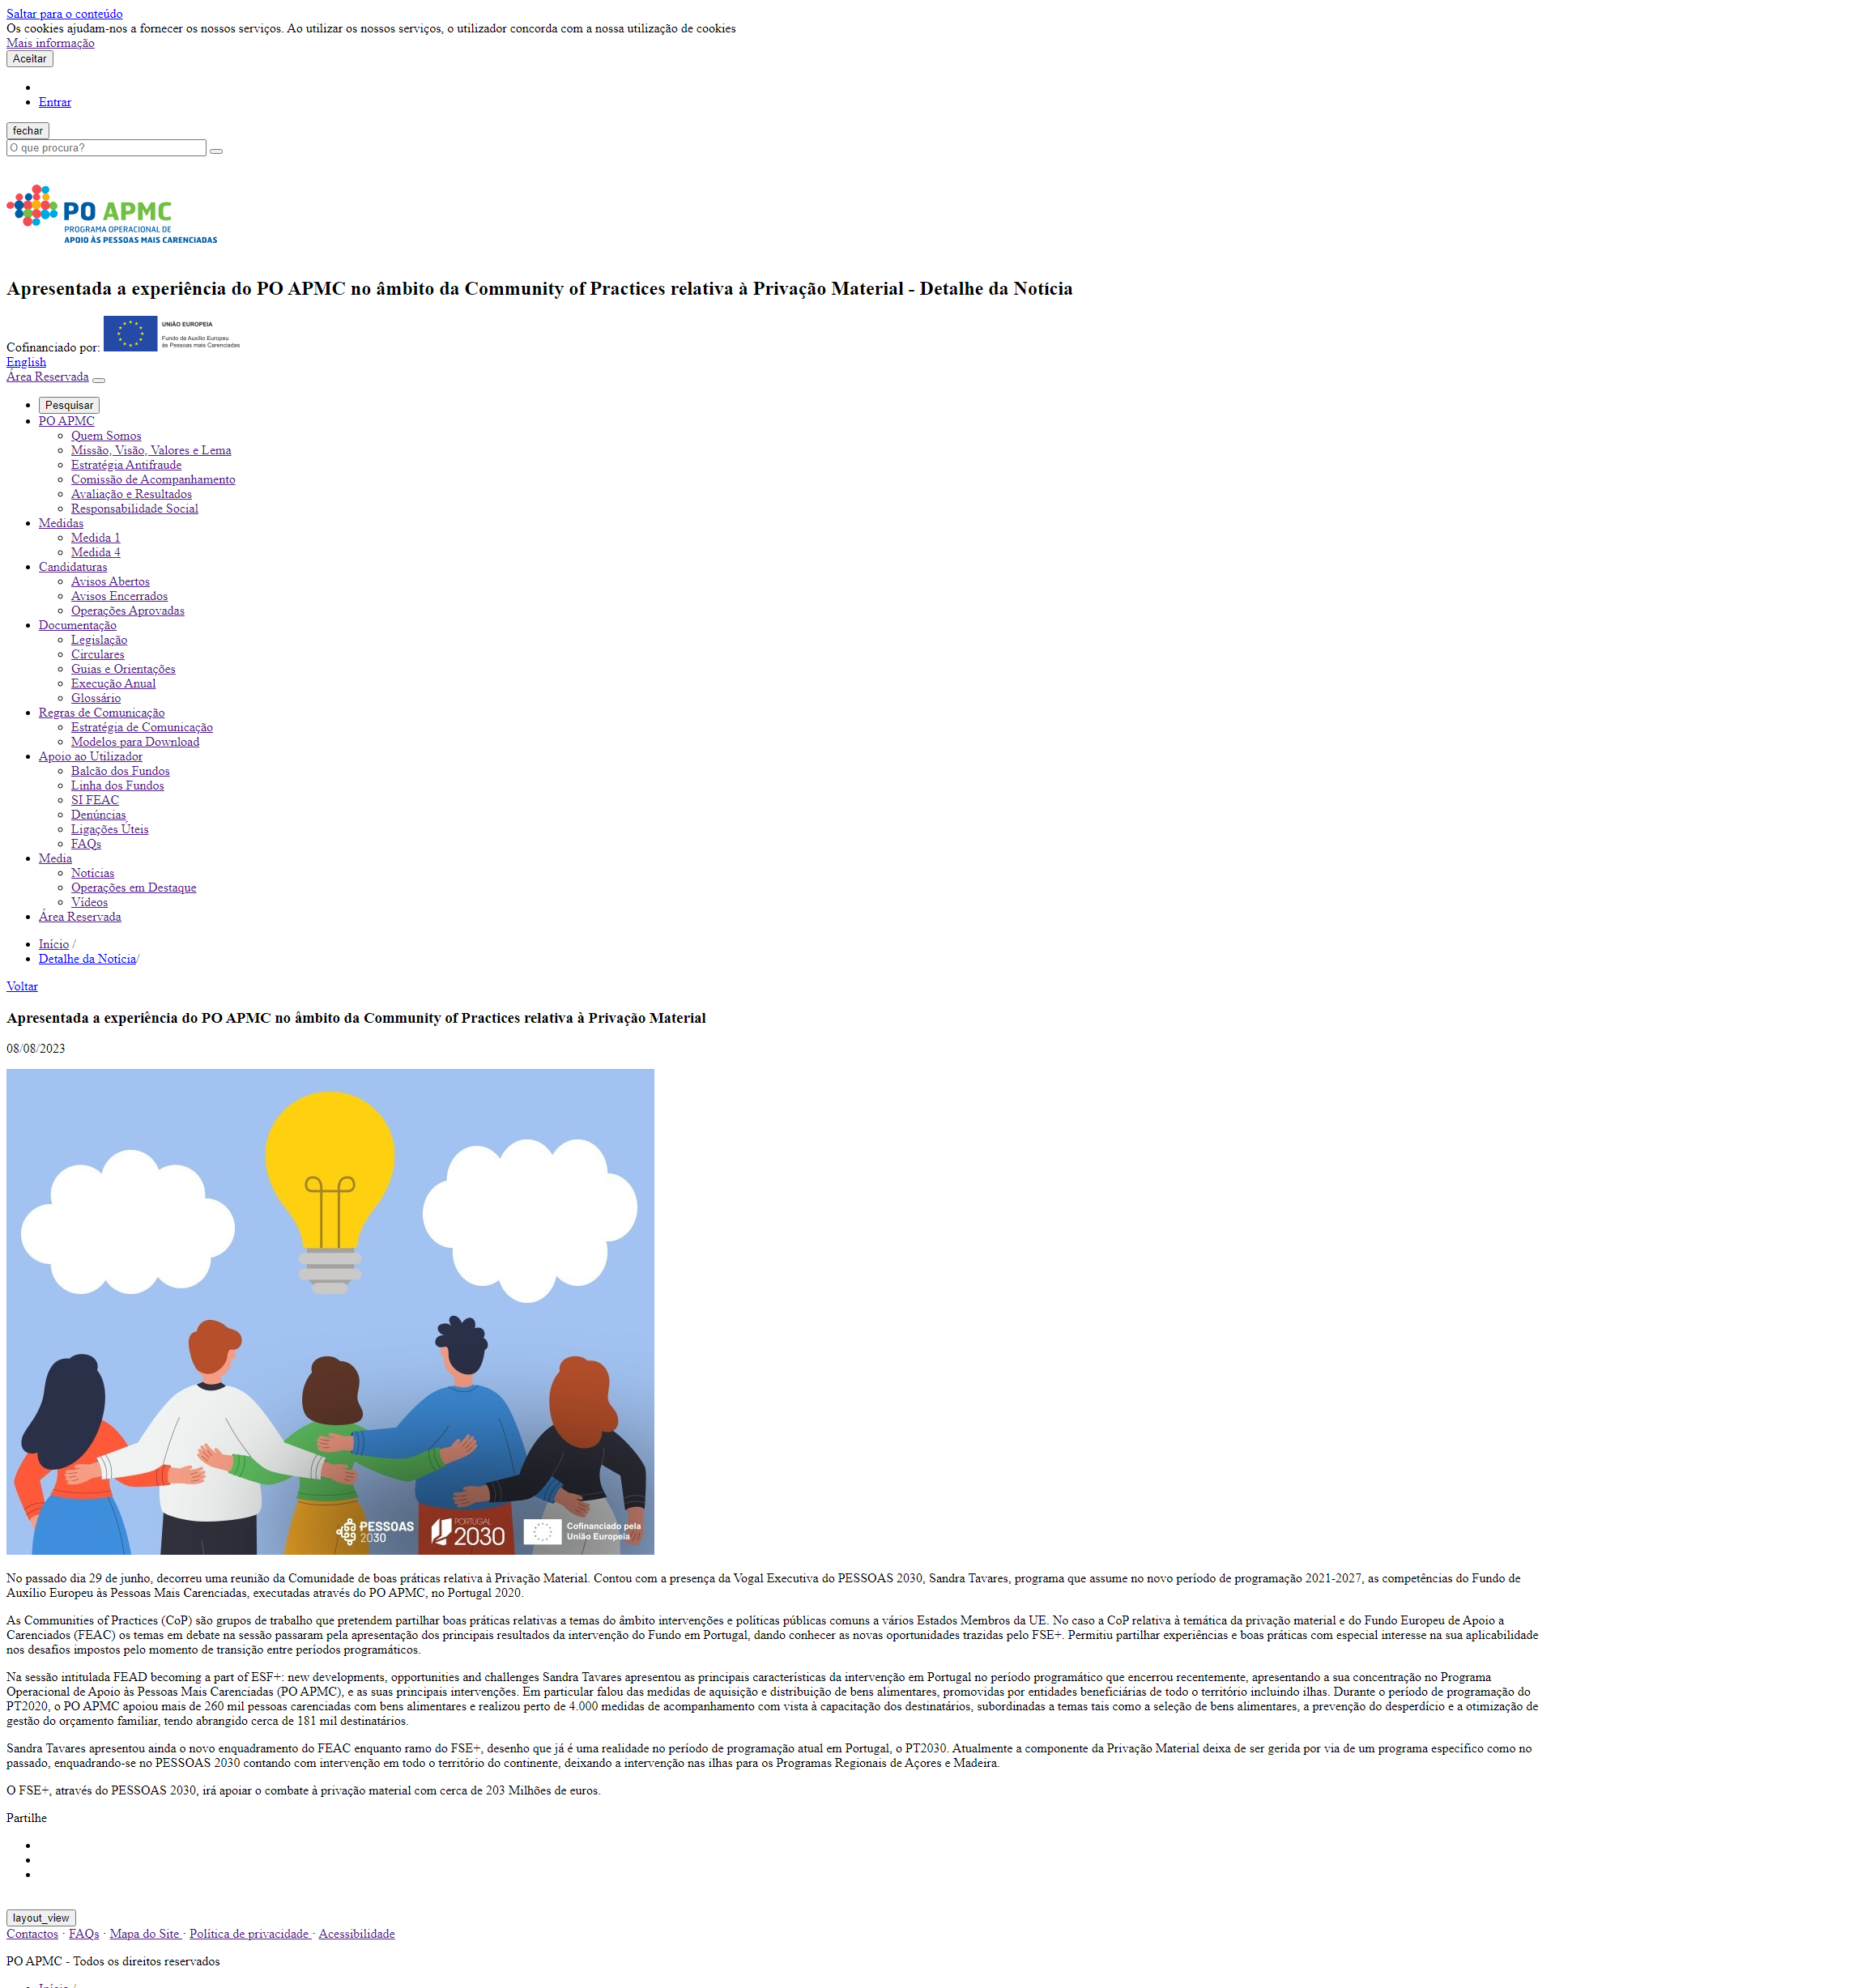 Saltar para o conteúdo
Os cookies ajudam-nos a fornecer os nossos serviços. Ao utilizar os nossos serviços, o utilizador concorda com a nossa utilização de cookies
Mais informação
Aceitar
Entrar
fechar
O que procura?
PO APMC
PROGRAMA OPERACIONAL DE
APOIO ÀS PESSOAS MAIS CARENCIADAS
Apresentada a experiência do PO APMC no âmbito da Community of Practices relativa à Privação Material - Detalhe da Notícia
UNIÃO EUROPEIA
Fundo de Auxílio Europeu
às Pessoas mais Carenciadas
Cofinanciado por:
English
Área Reservada
Pesquisar
PO APMC
Quem Somos
Missão, Visão, Valores e Lema
Estratégia Antifraude
Comissão de Acompanhamento
Avaliação e Resultados
Responsabilidade Social
Medidas
Medida 1
Medida 4
Candidaturas
Avisos Abertos
Avisos Encerrados
Operações Aprovadas
Documentação
Legislação
Circulares
Guias e Orientações
Execução Anual
Glossário
Regras de Comunicação
Estratégia de Comunicação
Modelos para Download
Apoio ao Utilizador
Balcão dos Fundos
Linha dos Fundos
SI FEAC
Denúncias
Ligações Úteis
FAQs
Media
Notícias
Operações em Destaque
Vídeos
Área Reservada
Início /
Detalhe da Notícia/
Voltar
Apresentada a experiência do PO APMC no âmbito da Community of Practices relativa à Privação Material
08/08/2023
PESSOAS 2030
PORTUGAL 2030
Cofinanciado pela
União Europeia
No passado dia 29 de junho, decorreu uma reunião da Comunidade de boas práticas relativa à Privação Material. Contou com a presença da Vogal Executiva do PESSOAS 2030, Sandra Tavares, programa que assume no novo período de programação 2021-2027, as competências do Fundo de
Auxílio Europeu às Pessoas Mais Carenciadas, executadas através do PO APMC, no Portugal 2020.
As Communities of Practices (CoP) são grupos de trabalho que pretendem partilhar boas práticas relativas a temas do âmbito intervenções e políticas públicas comuns a vários Estados Membros da UE. No caso a CoP relativa à temática da privação material e do Fundo Europeu de Apoio a
Carenciados (FEAC) os temas em debate na sessão passaram pela apresentação dos principais resultados da intervenção do Fundo em Portugal, dando conhecer as novas oportunidades trazidas pelo FSE+. Permitiu partilhar experiências e boas práticas com especial interesse na sua aplicabilidade
nos desafios impostos pelo momento de transição entre períodos programáticos.
Na sessão intitulada FEAD becoming a part of ESF+: new developments, opportunities and challenges Sandra Tavares apresentou as principais características da intervenção em Portugal no período programático que encerrou recentemente, apresentando a sua concentração no Programa
Operacional de Apoio às Pessoas Mais Carenciadas (PO APMC), e as suas principais intervenções. Em particular falou das medidas de aquisição e distribuição de bens alimentares, promovidas por entidades beneficiárias de todo o território incluindo ilhas. Durante o período de programação do
PT2020, o PO APMC apoiou mais de 260 mil pessoas carenciadas com bens alimentares e realizou perto de 4.000 medidas de acompanhamento com vista à capacitação dos destinatários, subordinadas a temas tais como a seleção de bens alimentares, a prevenção do desperdício e a otimização de
gestão do orçamento familiar, tendo abrangido cerca de 181 mil destinatários.
Sandra Tavares apresentou ainda o novo enquadramento do FEAC enquanto ramo do FSE+, desenho que já é uma realidade no período de programação atual em Portugal, o PT2030. Atualmente a componente da Privação Material deixa de ser gerida por via de um programa específico como no
passado, enquadrando-se no PESSOAS 2030 contando com intervenção em todo o território do continente, deixando a intervenção nas ilhas para os Programas Regionais de Açores e Madeira.
O FSE+, através do PESSOAS 2030, irá apoiar o combate à privação material com cerca de 203 Milhões de euros.
Partilhe
layout_view
Contactos · FAQs · Mapa do Site · Política de privacidade · Acessibilidade
PO APMC - Todos os direitos reservados
Início /